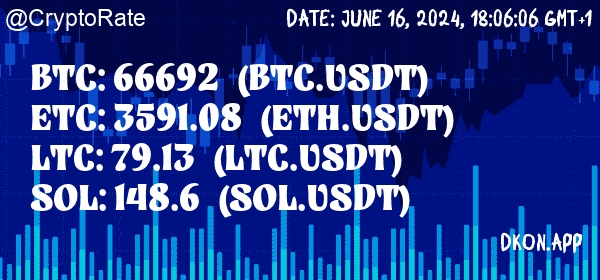 @CryptoRate
DATE: JUNE 16, 2024, 18:06:06 GMT+1
BTC: 66692 (BTC.USDT)
ETC: 3591.08 (ETH.USDT)
LTC: 79.13 (LTC.USDT)
SOL: 148.6 (SOL.USDT)
DKON.APP